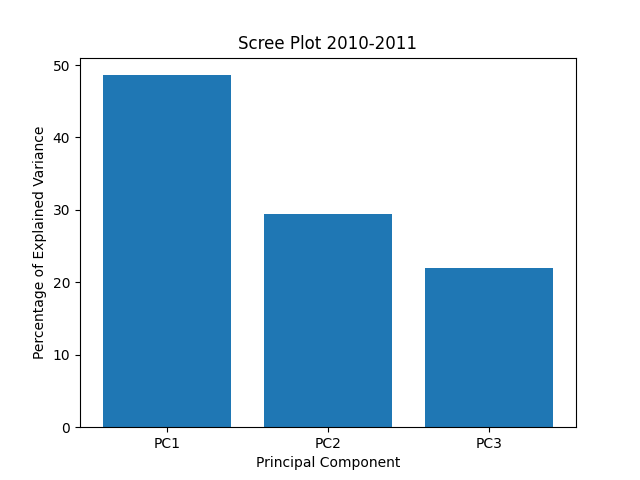 Scree Plot 2010-2011
50
40
30
20
10
0
Percentage of Explained Variance
PC1 PC2 PC3
Principal Component